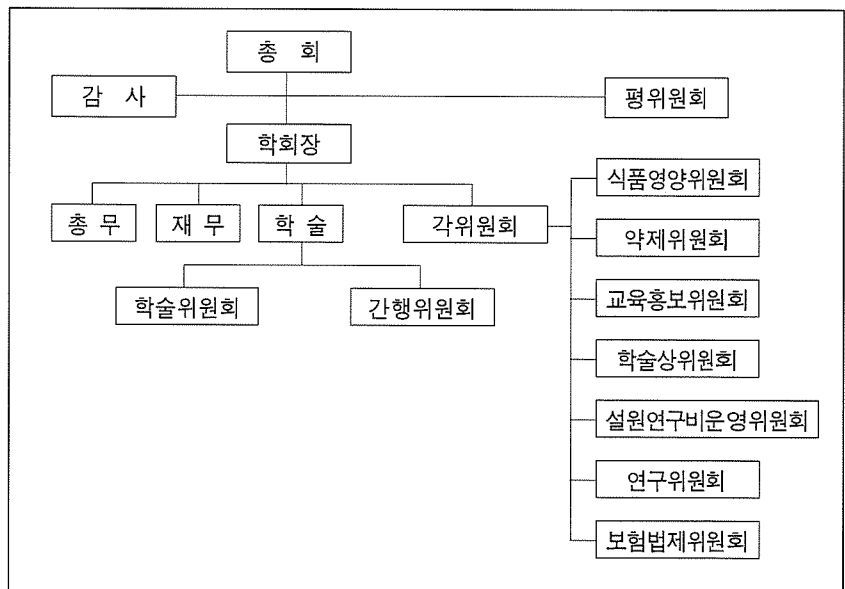 총 회
감 사
평위원회
학회장
총 무
재 무
학 술
각위원회
학술위원회
간행위원회
식품영양위원회
약제위원회
교육홍보위원회
학술상위원회
설원연구비운영위원회
연구위원회
보험법제위원회